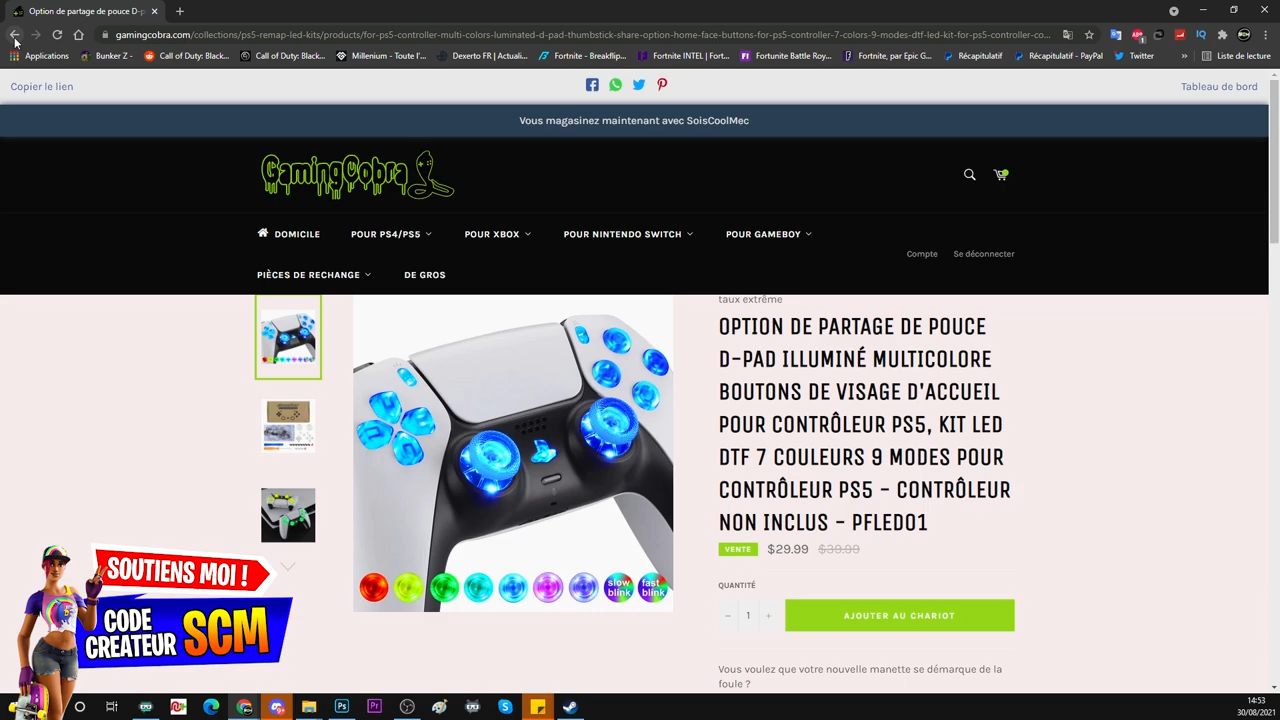 Option de partage de pouce D-p
gamingcobra.com/collections/ps5-remap-led-kits/products/for-ps5-controller-multi-colors-luminated-d-pad-thumbstick-share-option-home-face-buttons-for-ps5-controller-7-colors-9-modes-dtf-led-kit-for-ps5-controller-co...
Applications
Bunker Z -
Call of Duty: Black...
Call of Duty: Black...
Millenium - Toute l'...
Dexerto FR | Actuali...
Fortnite - Breakflip...
Fortnite | Intrnl | Fort...
Fortunite Battle Roy...
Fortnite, par Epic G...
Récapitulatif
Récapitulatif - PayPal
Twitter
Liste de lecture
Copier le lien
Tableau de bord
Vous magasinez maintenant avec SoisCoolMec
GamingCobra
DOMICILE
POUR PS4/PS5
POUR XBOX
POUR NINTENDO SWITCH
POUR GAMEBOY
Compte
Se déconnecter
PIÈCES DE RECHANGE
DE GROS
taux extrême
OPTION DE PARTAGE DE POUCE
D-PAD ILLUMINÉ MULTICOLORE
BOUTONS DE VISAGE D'ACCUEIL
POUR CONTRÔLEUR PS5, KIT LED
DTF 7 COULEURS 9 MODES POUR
CONTRÔLEUR PS5 - CONTRÔLEUR
NON INCLUS - PFLED01
VENTE
$29.99
$39.99
QUANTITÉ
− 1 +
AJOUTER AU CHARIOT
Vous voulez que votre nouvelle manette se démarque de la
foule ?
slow
blink
fast
blink
SOUTIENS MOI !
CODE
CREATEUR
SCM
14:53
30/08/2021